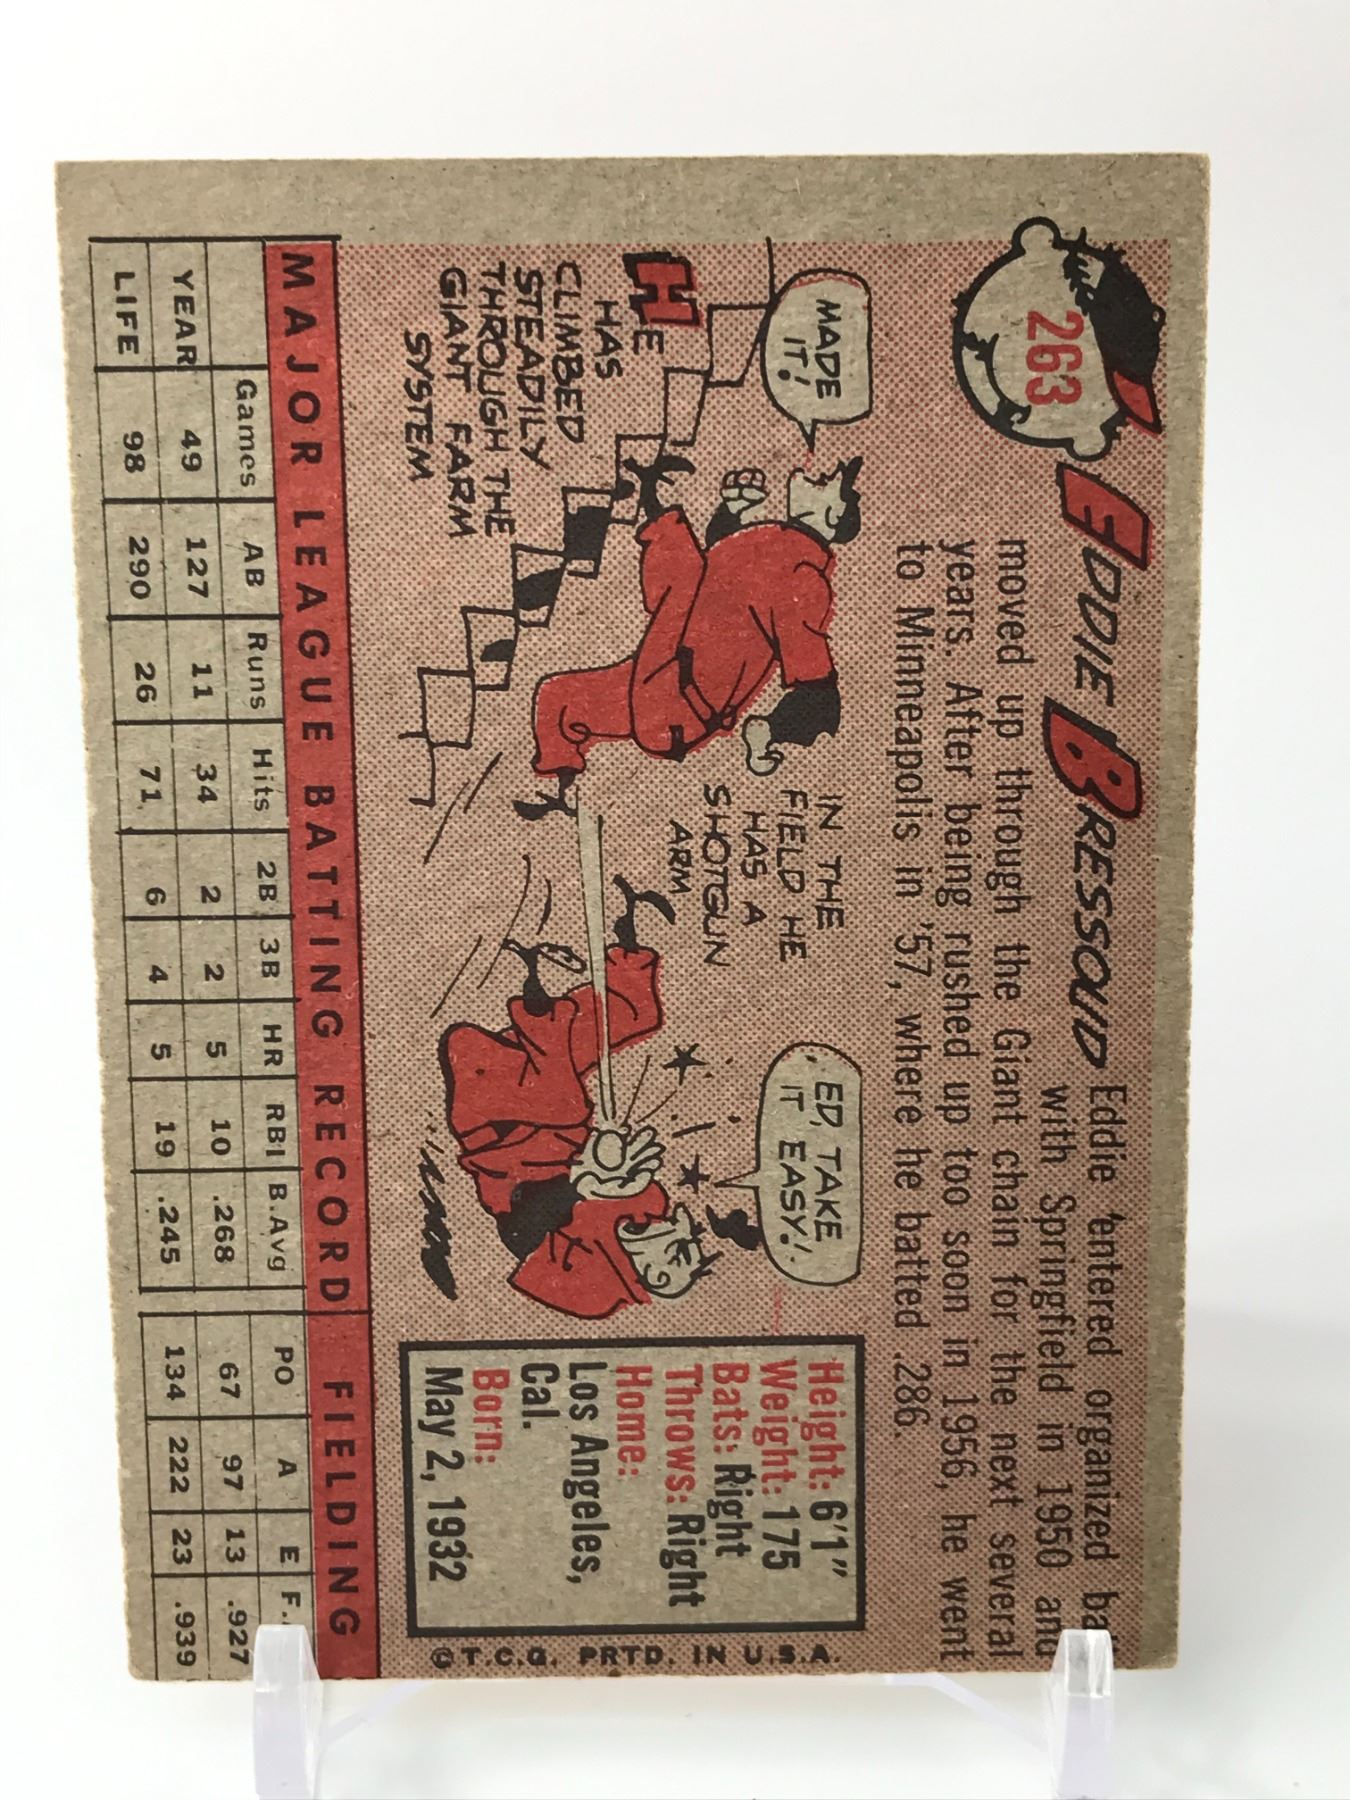 263
EDDIE BRESSOUD
Eddie 'entered organized
with Springfield in 1950 and
moved up through the Giant chain for the next several
years. After being rushed up too soon in 1956, he went
to Minneapolis in '57, where he batted .286.
MADE
IT!
HE
HAS
CLIMBED
STEADILY
THROUGH THE
GIANT FARM
SYSTEM
IN THE
FIELD HE
HAS A
SHOTGUN
ARM
ED, TAKE
IT EASY!
Height: 6'1"
Weight: 175
Bats: Right
Throws: Right
Home:
Los Angeles,
Cal.
Born:
May 2, 1932
© T.C.G. PRTD. IN U.S.A.
MAJOR LEAGUE BATTING RECORD FIELDING
Games AB Runs Hits 2B 3B HR RBI B.Avg PO A E F.
YEAR 49 127 11 34 2 2 5 10 .268 67 97 13 .927
LIFE 98 290 26 71 6 4 5 19 .245 134 222 23 .939